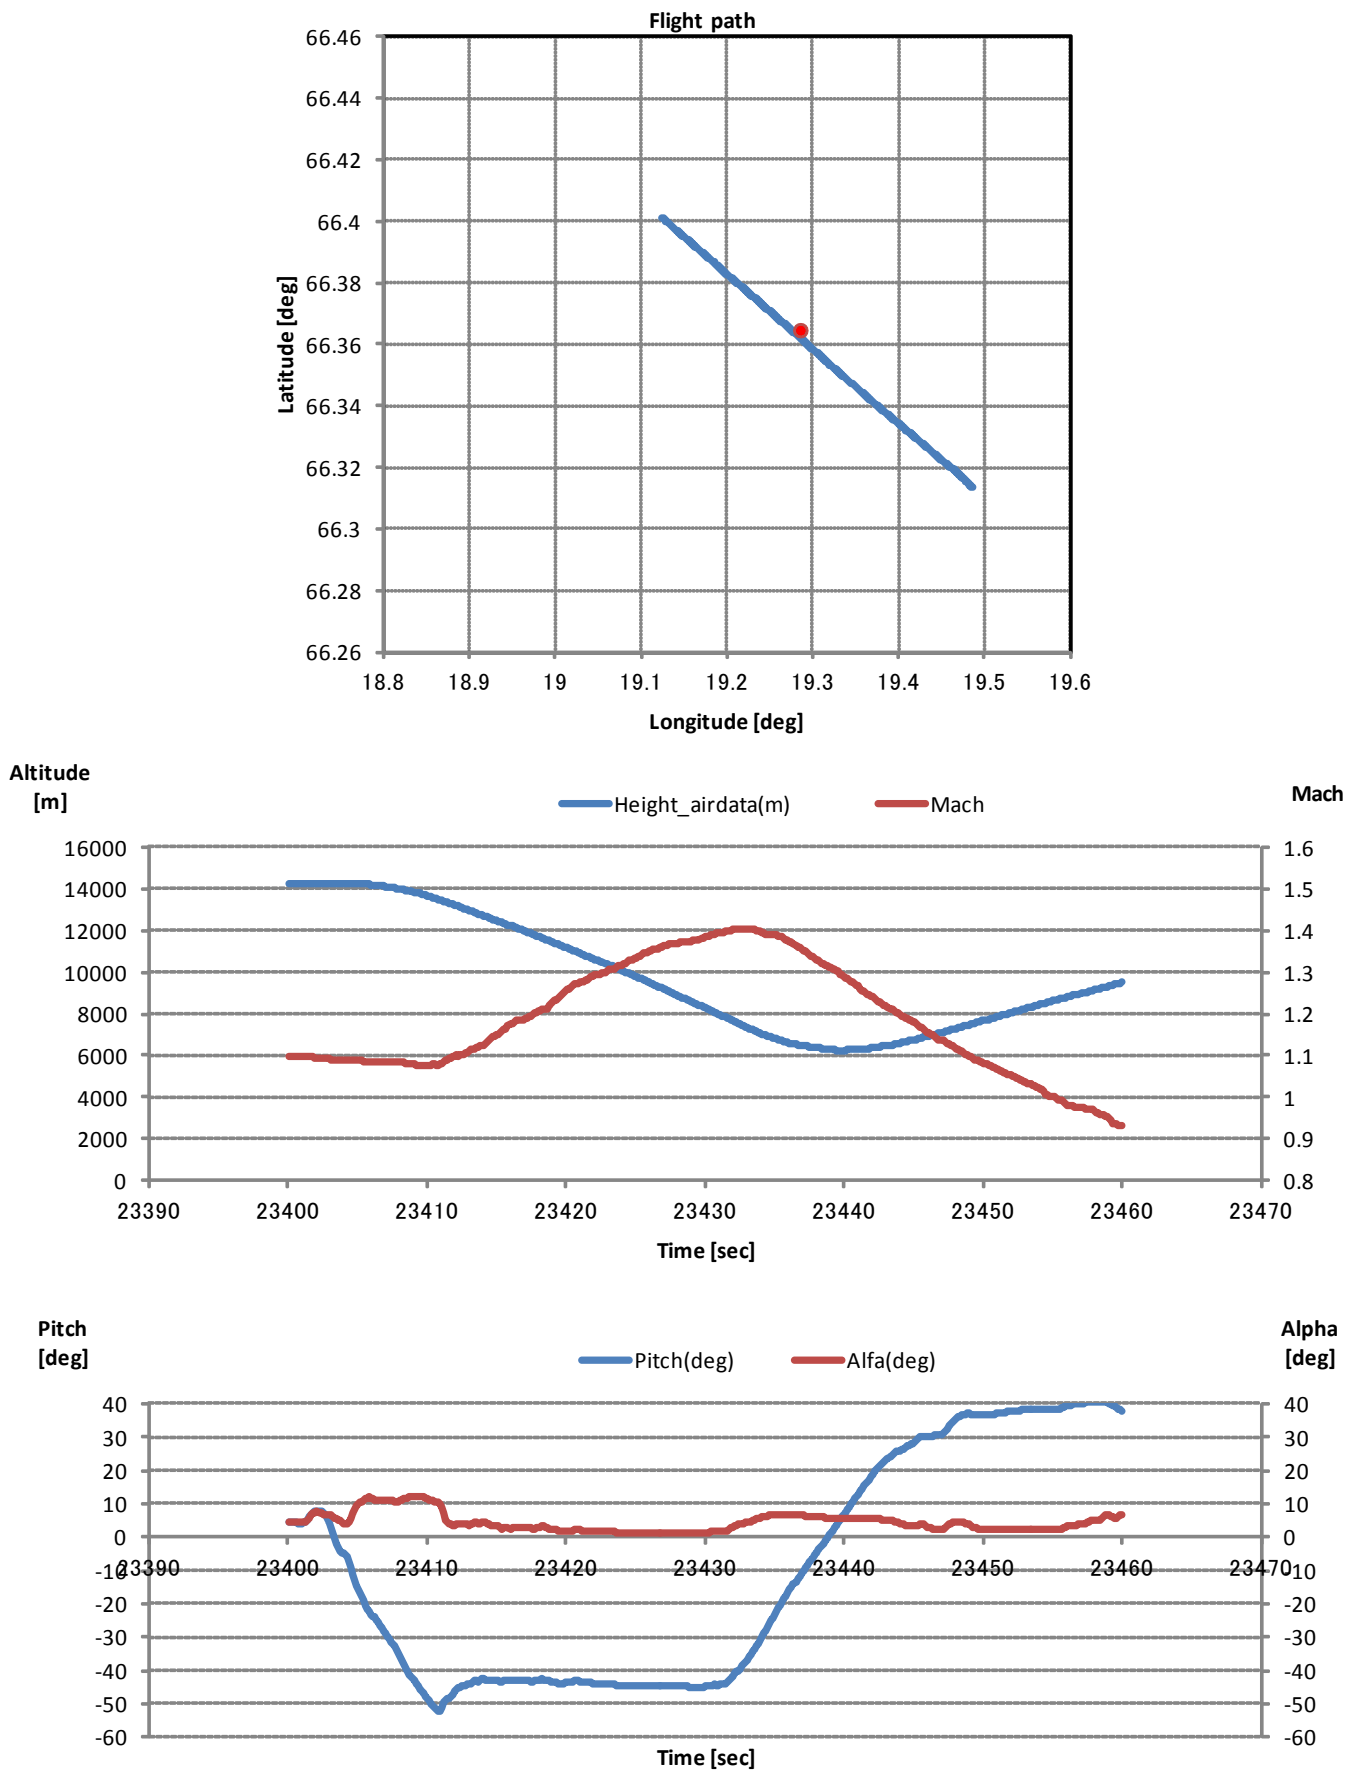 Flight path
66.46
66.44
66.42
66.4
66.38
66.36
66.34
66.32
66.3
66.28
66.26
Latitude [deg]
18.8 18.9 19 19.1 19.2 19.3 19.4 19.5 19.6
Longitude [deg]
Altitude
[m]
Height_airdata(m) Mach
Mach
16000 1.6
14000 1.5
12000 1.4
10000 1.3
8000 1.2
6000 1.1
4000 1
2000 0.9
0 0.8
23390 23400 23410 23420 23430 23440 23450 23460 23470
Time [sec]
Pitch
[deg]
Pitch(deg) Alfa(deg)
Alpha
[deg]
40 40
30 30
20 20
10 10
0 0
-10 -10
23390 23400 23410 23420 23430 23440 23450 23460 23470
-20 -20
-30 -30
-40 -40
-50 -50
-60 -60
Time [sec]